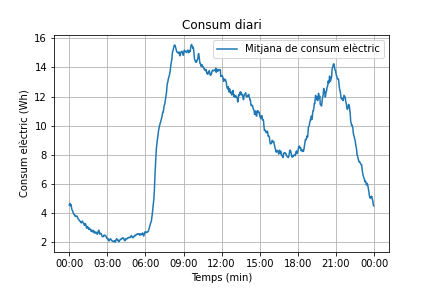 Consum diari
Mitjana de consum elèctric
Consum elèctric (Wh)
16
14
12
10
8
6
4
2
00:00 03:00 06:00 09:00 12:00 15:00 18:00 21:00 00:00
Temps (min)